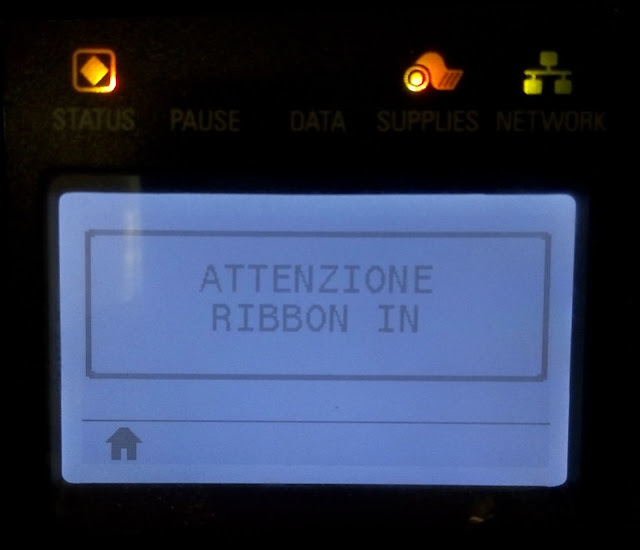 STATUS PAUSE DATA SUPPLIES NETWORK
ATTENZIONE
RIBBON IN